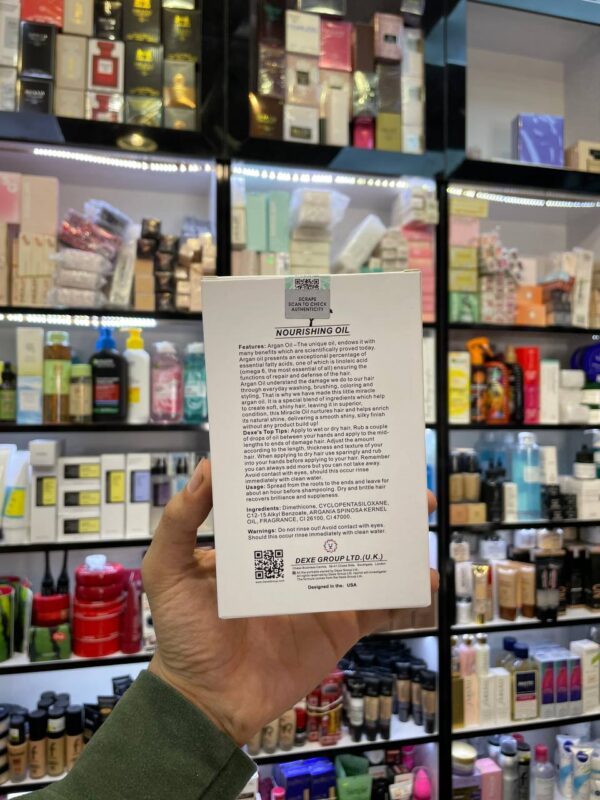 SCRAPE
SCAN TO CHECK
AUTHENTICITY
NOURISHING OIL
Features: Argan Oil –The unique oil, endows it with
many benefits which are scientifically proved today.
Argan oil presents an exceptional percentage of
essential fatty acids, one of which is linoleic acid
(omega 6, the most essential of all) ensuring the
functions of repair and defense of the hair.
Argan Oil understand the damage we do to our hair
through everyday washing, brushing, coloring and
styling. That is why we have made this little miracle
argan oil. It is a special blend of ingredients which help
to create soft, shiny hair, leaving it in superior,
condition, this Miracle Oil nurtures hair and helps enrich
its natural shine, delivering a smooth shiny, silky finish
without any product build up!
Dexe's Top Tips: Apply to wet or dry hair, Rub a couple
of drops of oil between your hands and apply to the mid-
lengths to ends of damage hair. Adjust the amount
according to the length, thickness and texture of your
hair. When applying to dry hair use sparingly and rub
into your hands before applying to your hair. Remember
you can always add more but you can not take away.
Avoid contact with eyes, should this occur rinse
immediately with clean water.
Usage: Spread from the roots to the ends and leave for
about an hour before shampooing. Dry and brittle hair
recovers brilliance and suppleness.
Ingredients: Dimethicone, CYCLOPENTASILOXANE,
C12-15 Alkyl Benzoate, ARGANIA SPINOSA KERNEL
OIL, FRAGRANCE, CI 26100, CI 47000.
Warnings: Do not rinse out! Avoid contact with eyes.
Should this occur rinse immediately with clean water.
DEXE GROUP LTD.(U.K.)
Designed in the: USA